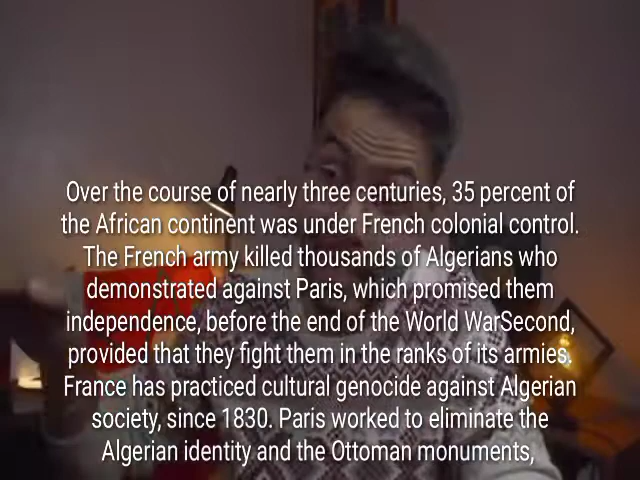 Over the course of nearly three centuries, 35 percent of
the African continent was under French colonial control.
The French army killed thousands of Algerians who
demonstrated against Paris, which promised them
independence, before the end of the World WarSecond,
provided that they fight them in the ranks of its armies.
France has practiced cultural genocide against Algerian
society, since 1830. Paris worked to eliminate the
Algerian identity and the Ottoman monuments,